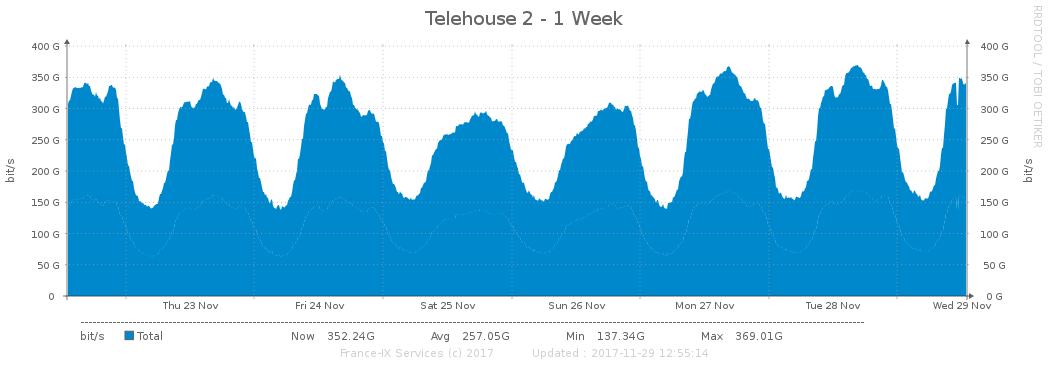 Telehouse 2 - 1 Week
RRDTOOL / TOBI OETIKER
400 G 400 G
350 G 350 G
300 G 300 G
250 G 250 G
200 G 200 G
150 G 150 G
100 G 100 G
50 G 50 G
0 0 G
bit/s bit/s
Thu 23 Nov Fri 24 Nov Sat 25 Nov Sun 26 Nov Mon 27 Nov Tue 28 Nov Wed 29 Nov
bit/s Total Now 352.24G Avg 257.05G Min 137.34G Max 369.01G
France-IX Services (c) 2017 Updated : 2017-11-29 12:55:14